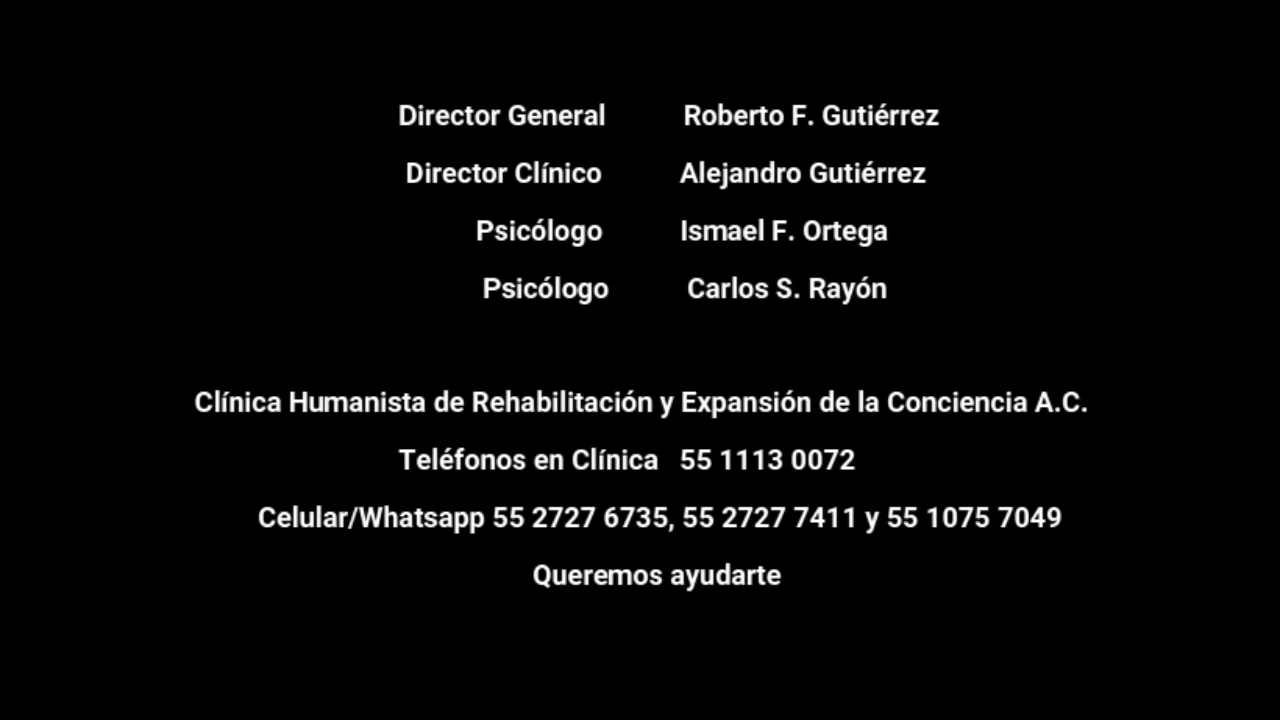 Director General Roberto F. Gutiérrez
Director Clínico Alejandro Gutiérrez
Psicólogo Ismael F. Ortega
Psicólogo Carlos S. Rayón
Clínica Humanista de Rehabilitación y Expansión de la Conciencia A.C.
Teléfonos en Clínica 55 1113 0072
Celular/Whatsapp 55 2727 6735, 55 2727 7411 y 55 1075 7049
Queremos ayudarte